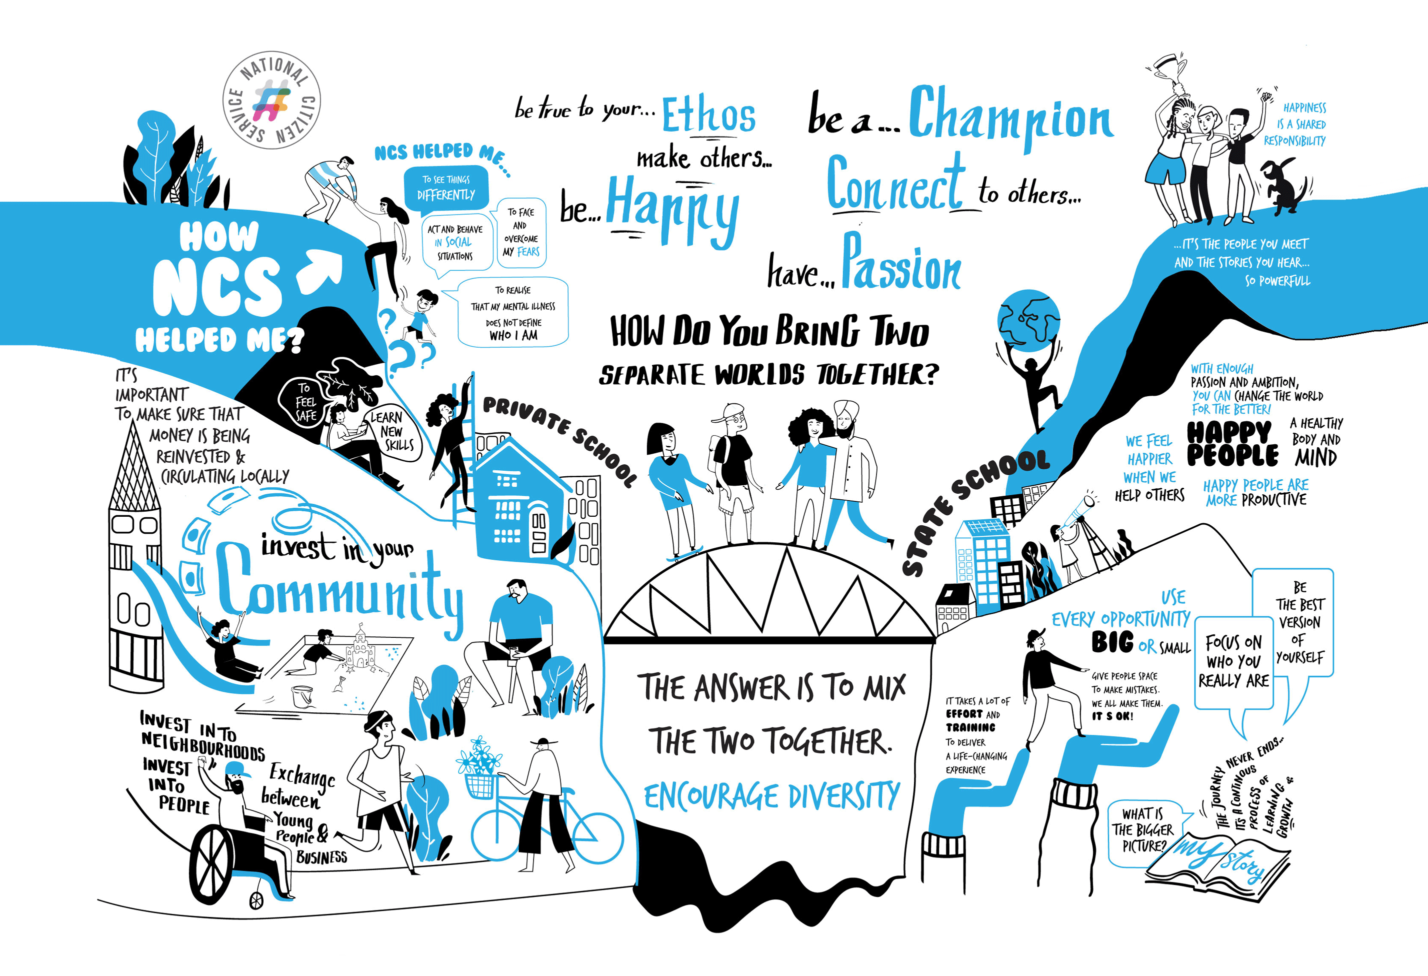 NATIONAL CITIZEN SERVICE
HOW
NCS
HELPED ME?
NCS HELPED ME...
TO SEE THINGS
DIFFERENTLY
ACT AND BEHAVE
IN SOCIAL
SITUATIONS
TO FACE
AND
OVERCOME
MY FEARS
TO REALISE
THAT MY MENTAL ILLNESS
DOES NOT DEFINE
WHO I AM
? ? ?
TO
FEEL
SAFE
LEARN
NEW
SKILLS
be true to your... Ethos
make others...
be... Happy
be a... Champion
Connect to others...
have... Passion
HOW DO YOU BRING TWO
SEPARATE WORLDS TOGETHER?
PRIVATE SCHOOL
STATE SCHOOL
THE ANSWER IS TO MIX
THE TWO TOGETHER.
ENCOURAGE DIVERSITY
IT'S
IMPORTANT
TO MAKE SURE THAT
MONEY IS BEING
REINVESTED &
CIRCULATING LOCALLY
invest in your
Community
INVEST INTO
NEIGHBOURHOODS
INVEST
INTO
PEOPLE
Exchange
between
Young
People &
BUSINESS
HAPPINESS
IS A SHARED
RESPONSIBILITY
...IT'S THE PEOPLE YOU MEET
AND THE STORIES YOU HEAR...
SO POWERFULL
WITH ENOUGH
PASSION AND AMBITION,
YOU CAN CHANGE THE WORLD
FOR THE BETTER!
WE FEEL
HAPPIER
WHEN WE
HELP OTHERS
HAPPY
PEOPLE
A HEALTHY
BODY AND
MIND
HAPPY PEOPLE ARE
MORE PRODUCTIVE
USE
EVERY OPPORTUNITY
BIG OR SMALL
GIVE PEOPLE SPACE
TO MAKE MISTAKES.
WE ALL MAKE THEM.
IT S OK!
IT TAKES A LOT OF
EFFORT AND
TRAINING
TO DELIVER
A LIFE-CHANGING
EXPERIENCE
FOCUS ON
WHO YOU
REALLY ARE
BE
THE BEST
VERSION
OF
YOURSELF
THE JOURNEY NEVER ENDS...
IT'S A CONTINOUS
PROCESS OF
LEARNING &
GROWTH
WHAT IS
THE BIGGER
PICTURE?
my story